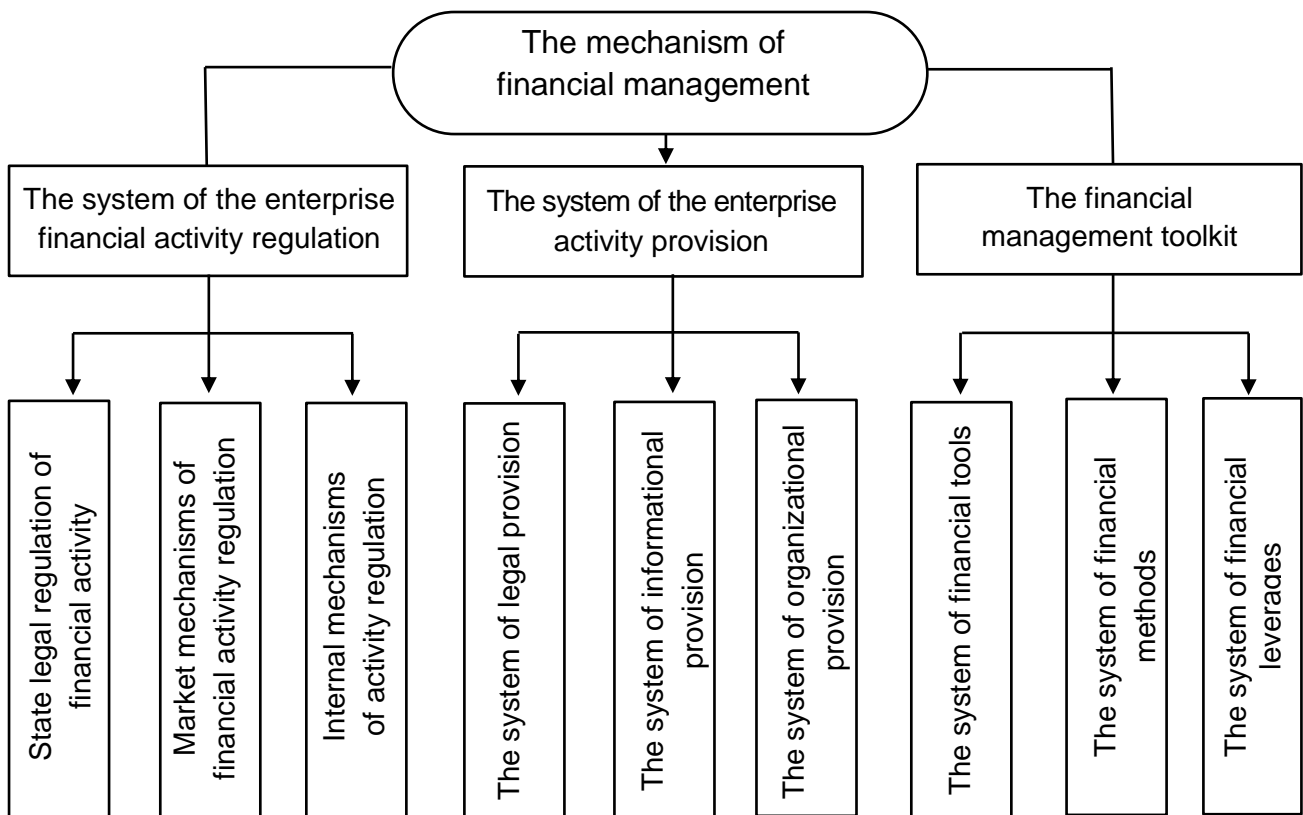 The mechanism of
financial management
The system of the enterprise
financial activity regulation
The system of the enterprise
activity provision
The financial
management toolkit
State legal regulation of
financial activity
Market mechanisms of
financial activity regulation
Internal mechanisms
of activity regulation
The system of legal provision
The system of informational
provision
The system of organizational
provision
The system of financial tools
The system of financial
methods
The system of financial
leverages